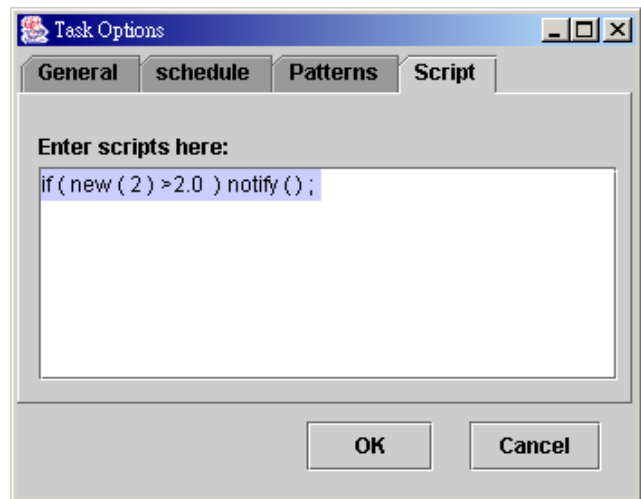 Task Options
General schedule Patterns Script
Enter scripts here:
if ( new ( 2 ) >2.0 ) notify ( ) ;
OK Cancel